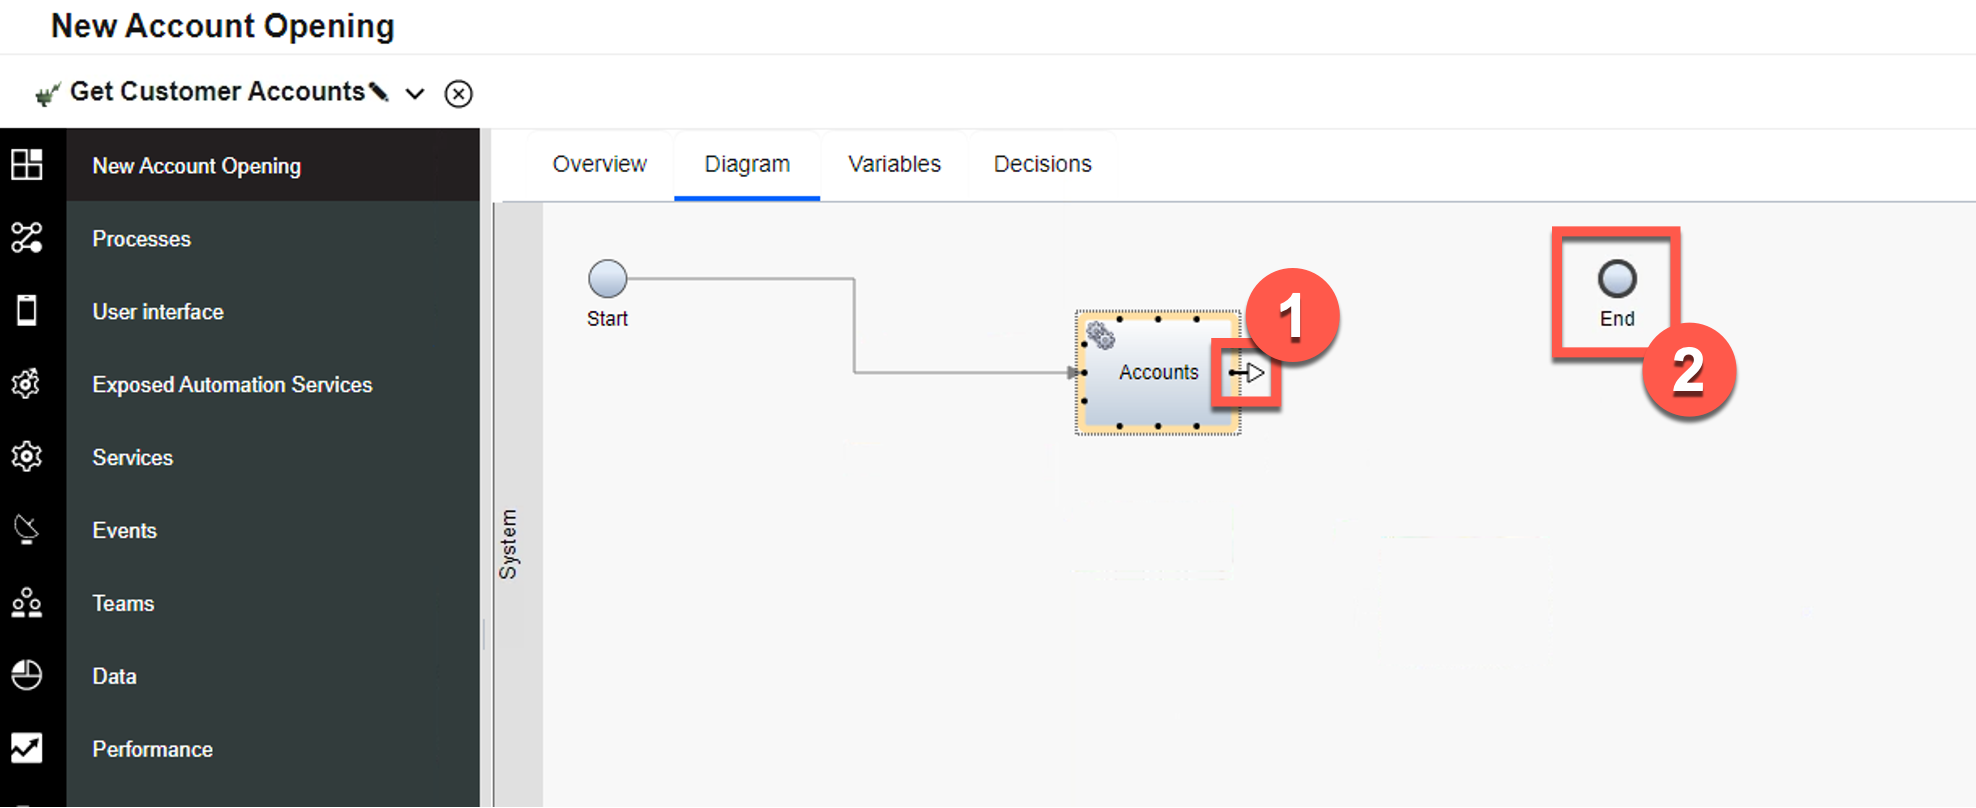 New Account Opening
Get Customer Accounts
New Account Opening
Processes
User interface
Exposed Automation Services
Services
Events
Teams
Data
Performance
Overview
Diagram
Variables
Decisions
System
Start
Accounts
1
End
2